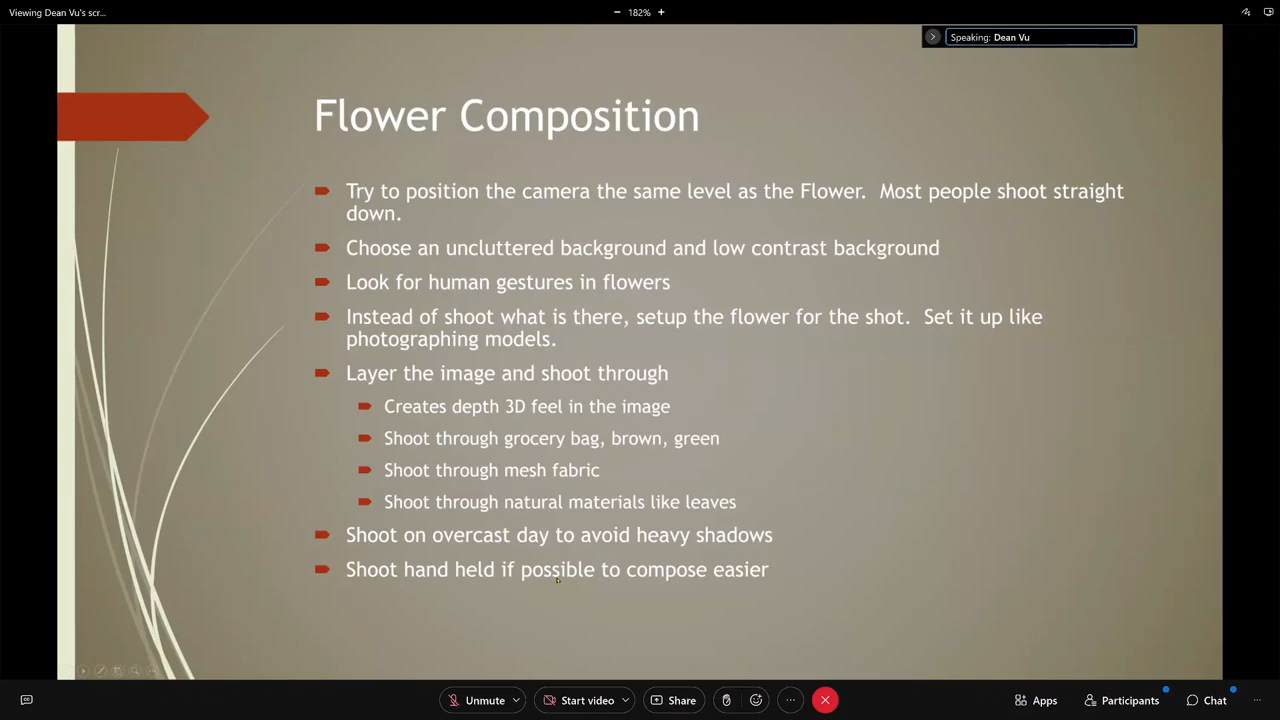 Viewing Dean Vu's scr...
182%
Speaking: Dean Vu
Flower Composition
Try to position the camera the same level as the Flower.  Most people shoot straight
down.
Choose an uncluttered background and low contrast background
Look for human gestures in flowers
Instead of shoot what is there, setup the flower for the shot.  Set it up like
photographing models.
Layer the image and shoot through
Creates depth 3D feel in the image
Shoot through grocery bag, brown, green
Shoot through mesh fabric
Shoot through natural materials like leaves
Shoot on overcast day to avoid heavy shadows
Shoot hand held if possible to compose easier
Unmute
Start video
Share
Apps
Participants
Chat